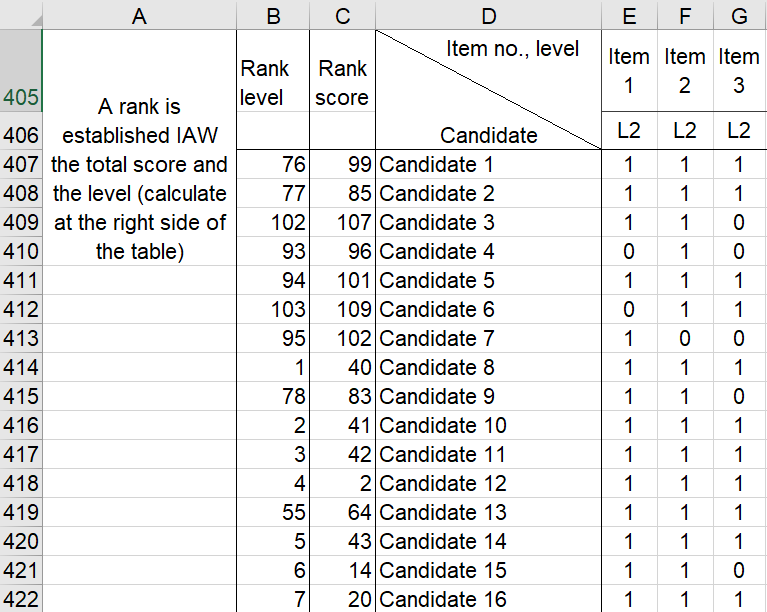 A B C D E F G
405 Rank level Rank score Item no., level Item 1 Item 2 Item 3
406 Candidate L2 L2 L2
A rank is
established IAW
the total score and
the level (calculate
at the right side of
the table)
407 76 99 Candidate 1 1 1 1
408 77 85 Candidate 2 1 1 1
409 102 107 Candidate 3 1 1 0
410 93 96 Candidate 4 0 1 0
411 94 101 Candidate 5 1 1 1
412 103 109 Candidate 6 0 1 1
413 95 102 Candidate 7 1 0 0
414 1 40 Candidate 8 1 1 1
415 78 83 Candidate 9 1 1 0
416 2 41 Candidate 10 1 1 1
417 3 42 Candidate 11 1 1 1
418 4 2 Candidate 12 1 1 1
419 55 64 Candidate 13 1 1 1
420 5 43 Candidate 14 1 1 1
421 6 14 Candidate 15 1 1 0
422 7 20 Candidate 16 1 1 1